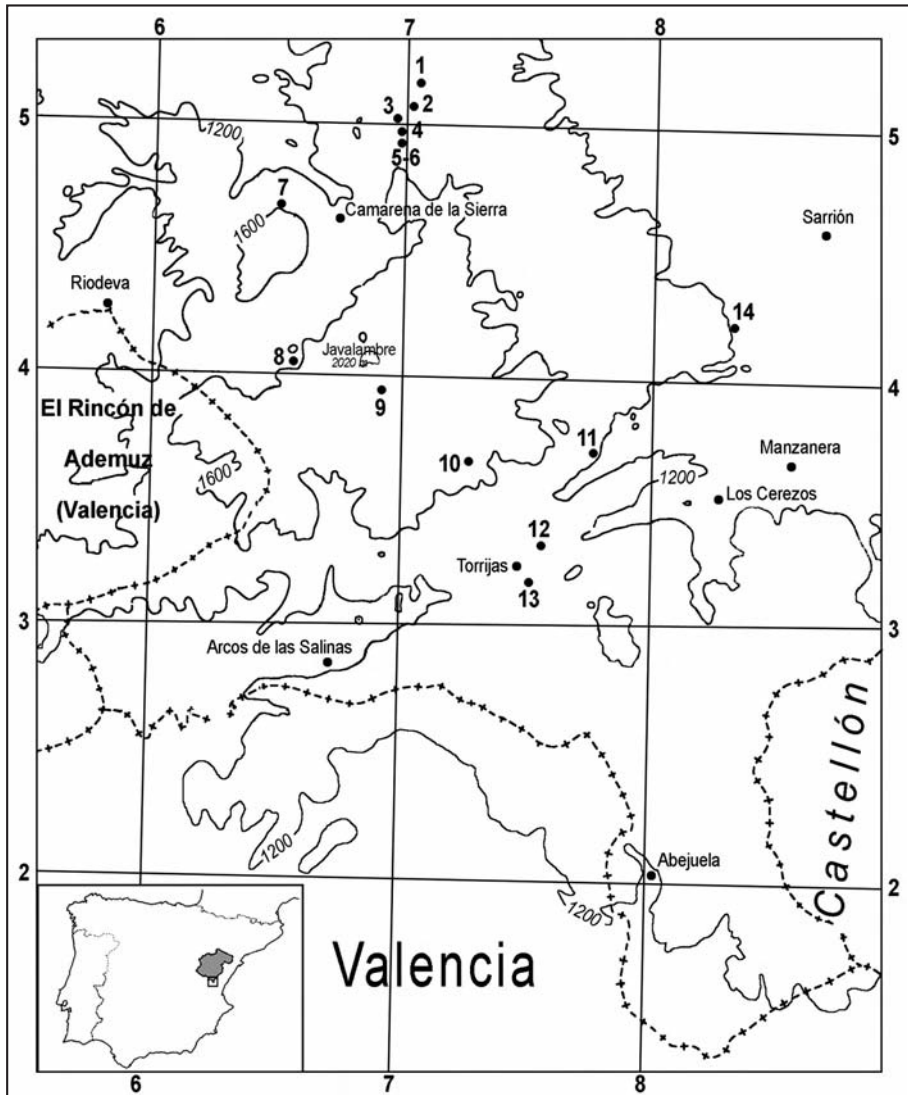 6 7 8
1
2
3
5 5
4
1200
5-6
7
Camarena de la Sierra
1600
Sarrión
Riodeva
14
Javalambre
8
2020 m
4 4
9
El Rincón de
Ademuz
(Valencia)
11
10
Manzanera
1200
1600
Los Cerezos
12
Torrijas
13
3 3
Arcos de las Salinas
Castellón
1200
Abejuela
2 2
1200
Valencia
6 7 8